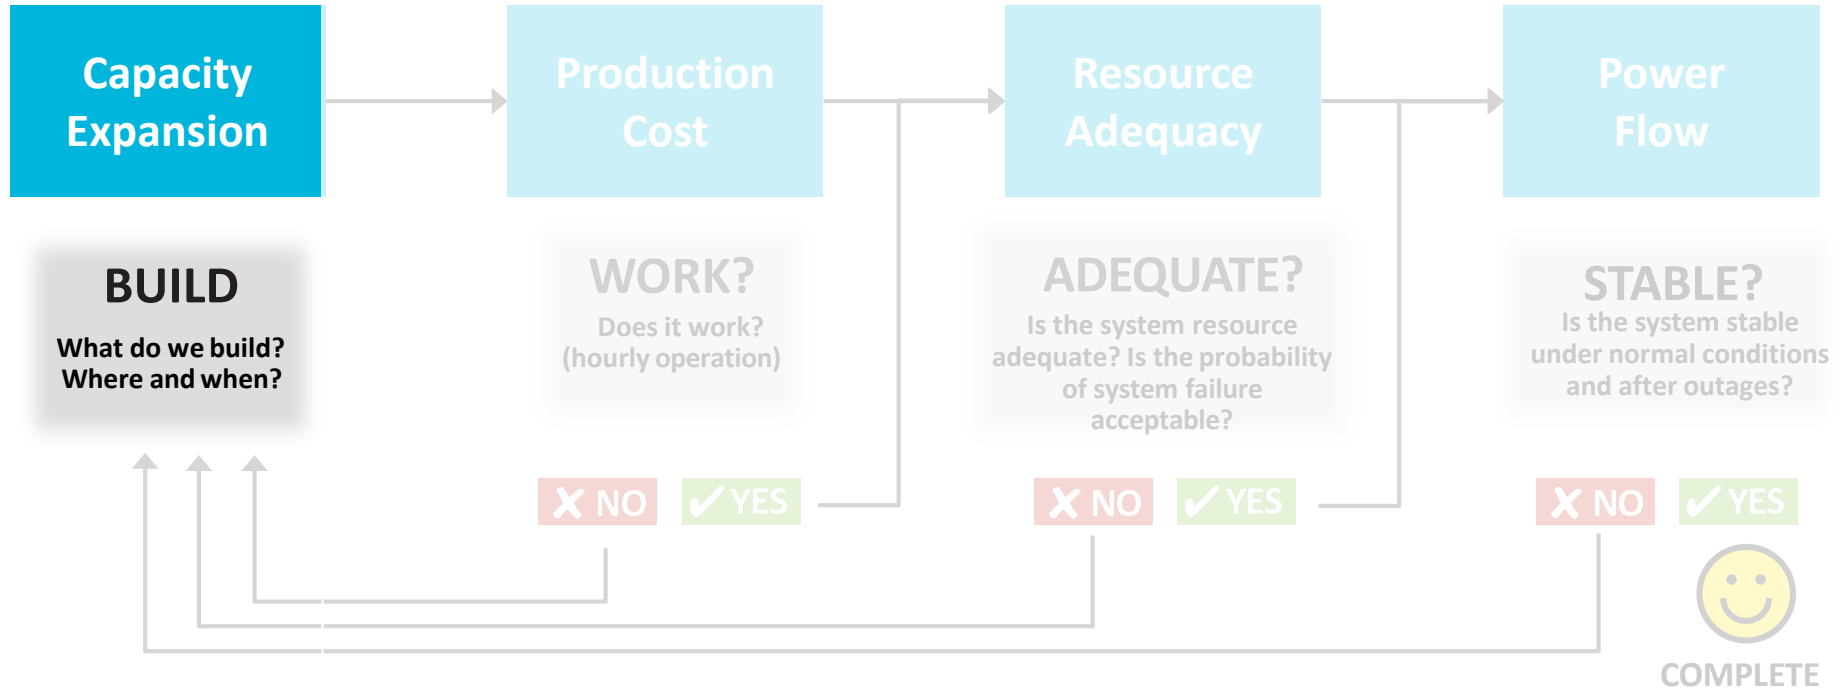 Capacity
Expansion
Production
Cost
Resource
Adequacy
Power
Flow
BUILD
What do we build?
Where and when?
WORK?
Does it work?
(hourly operation)
ADEQUATE?
Is the system resource
adequate? Is the probability
of system failure
acceptable?
STABLE?
Is the system stable
under normal conditions
and after outages?
✘ NO
✔ YES
✘ NO
✔ YES
✘ NO
✔ YES
COMPLETE